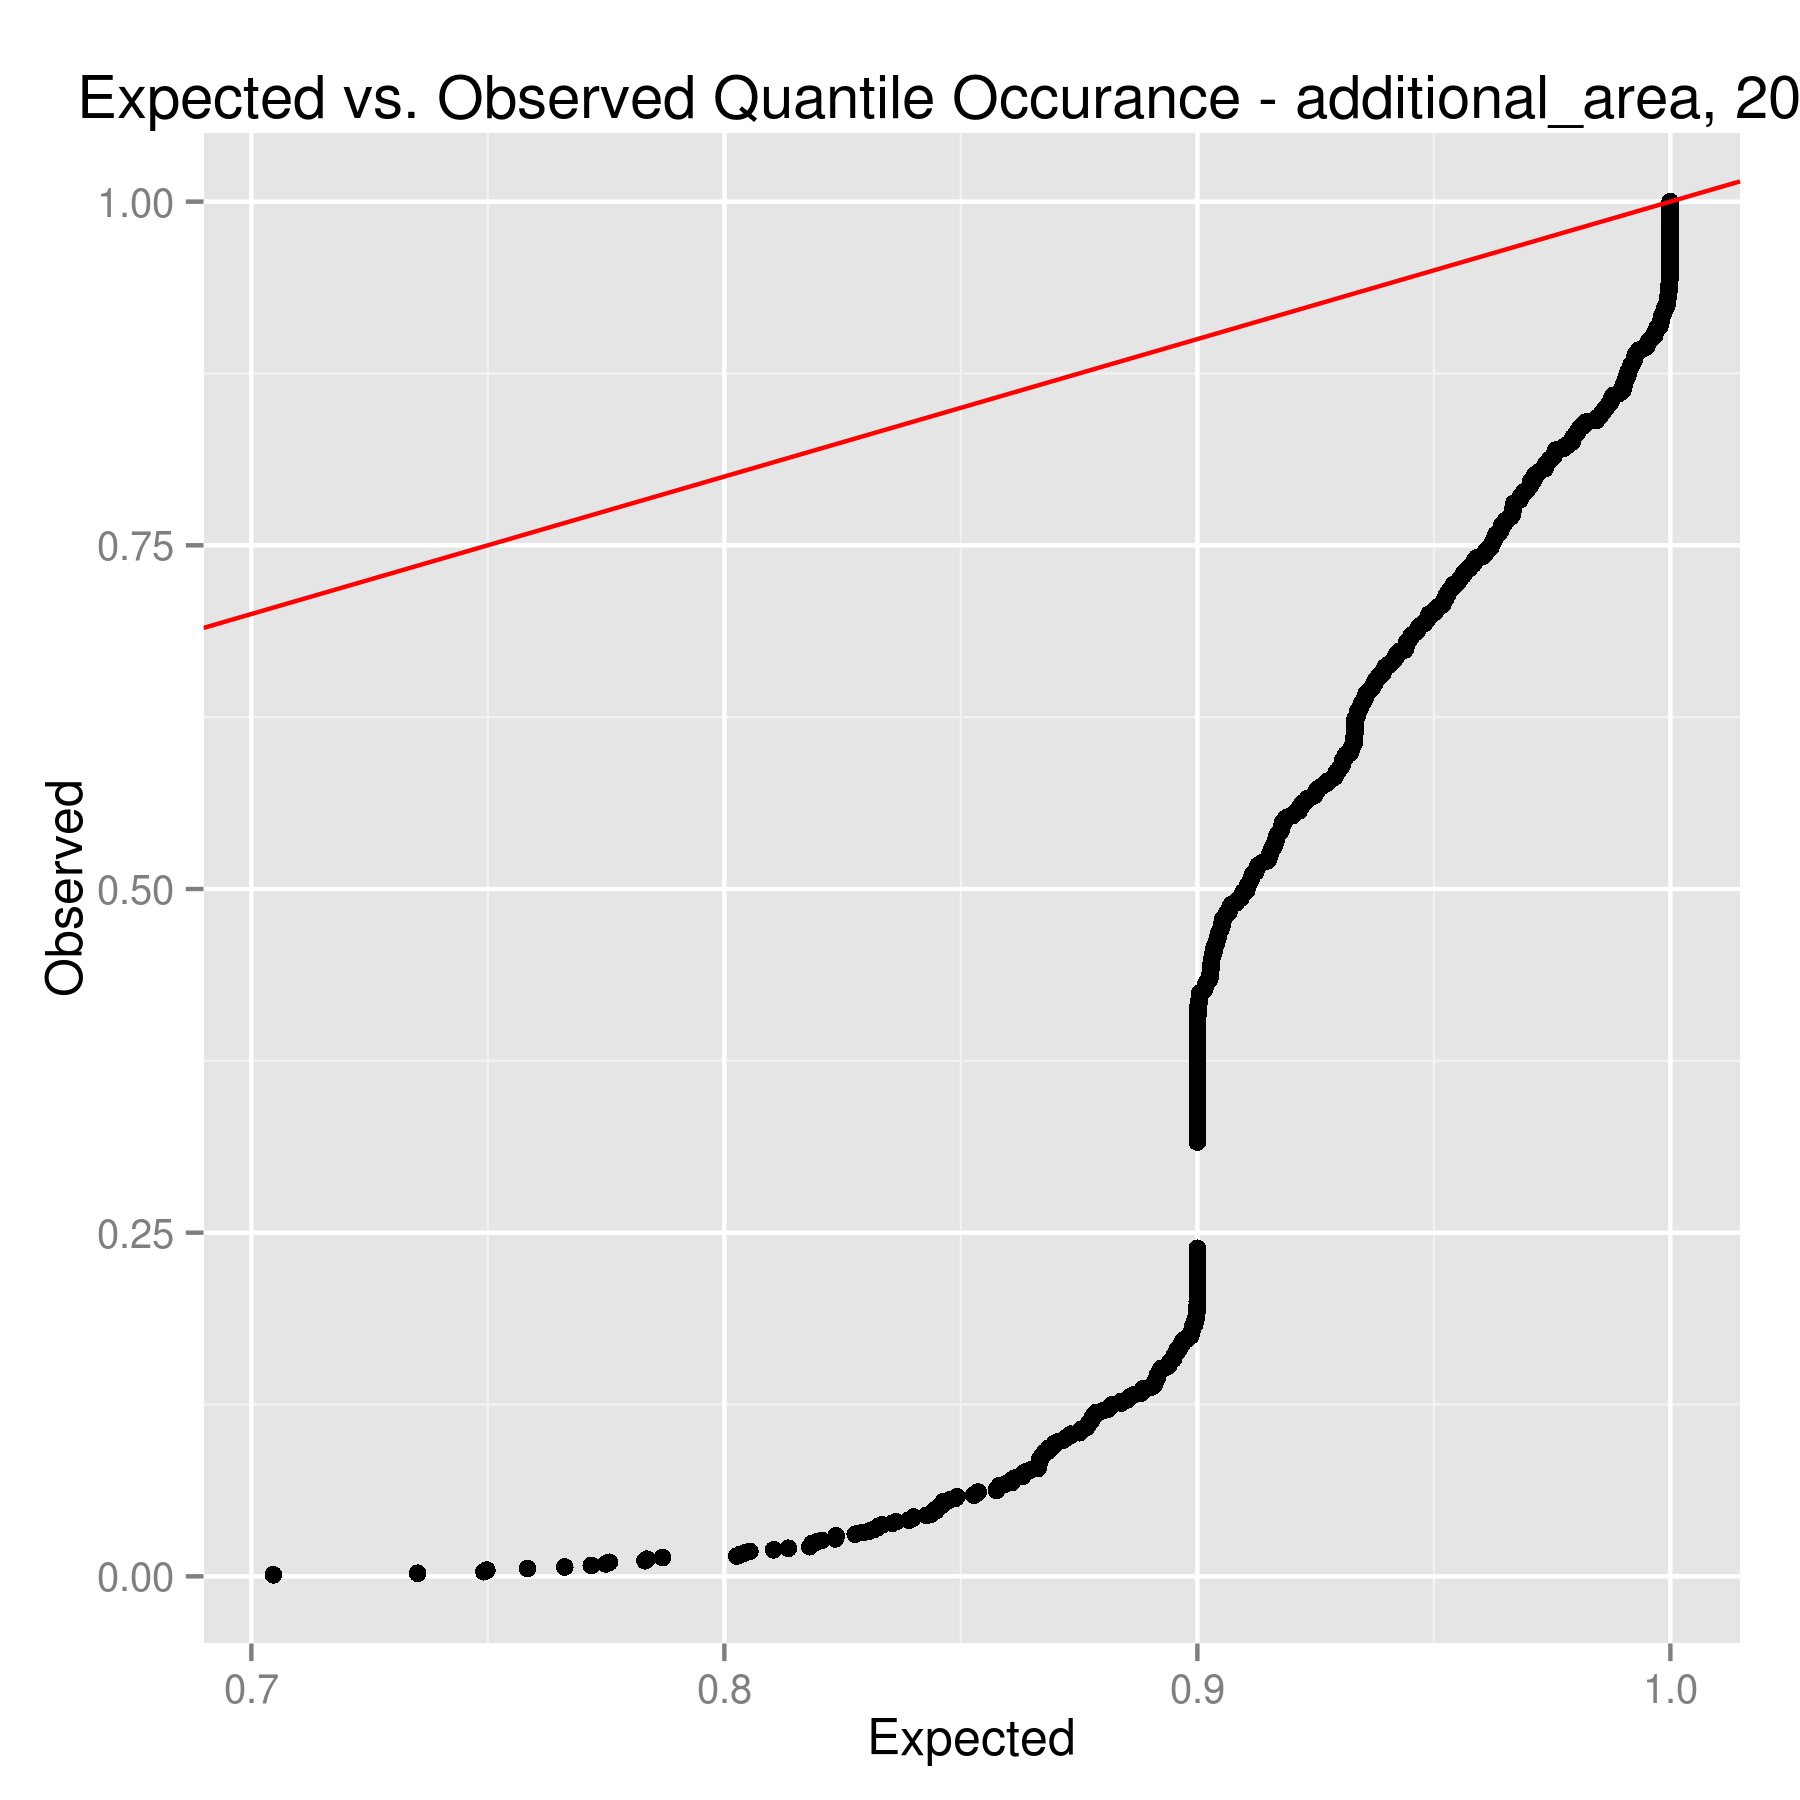 Expected vs. Observed Quantile Occurance - additional_area, 20
1.00
0.75
0.50
0.25
0.00
Observed
0.7 0.8 0.9 1.0
Expected